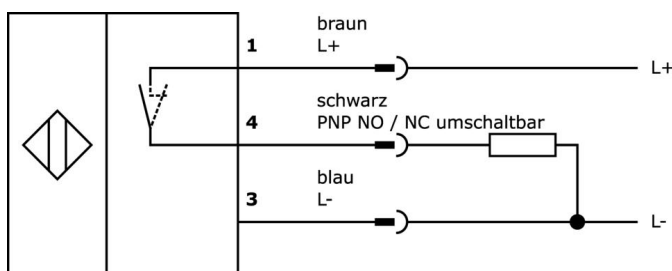 braun
1 L+
L+
schwarz
4 PNP NO / NC umschaltbar
blau
3 L-
L-